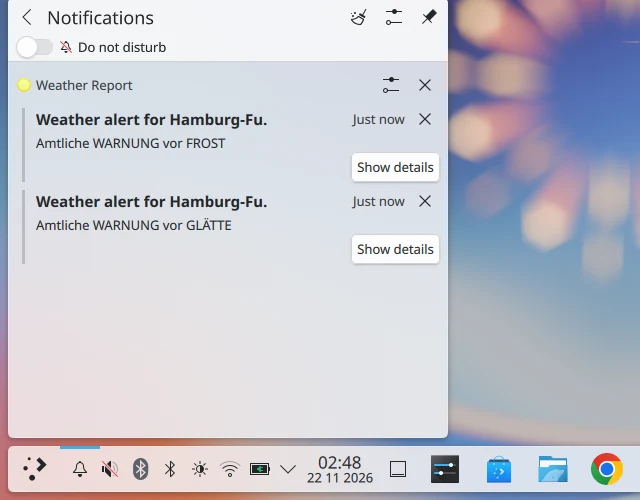 Notifications
Do not disturb
Weather Report
Weather alert for Hamburg-Fu.
Just now
Amtliche WARNUNG vor FROST
Show details
Weather alert for Hamburg-Fu.
Just now
Amtliche WARNUNG vor GLÄTTE
Show details
02:48
22 11 2026